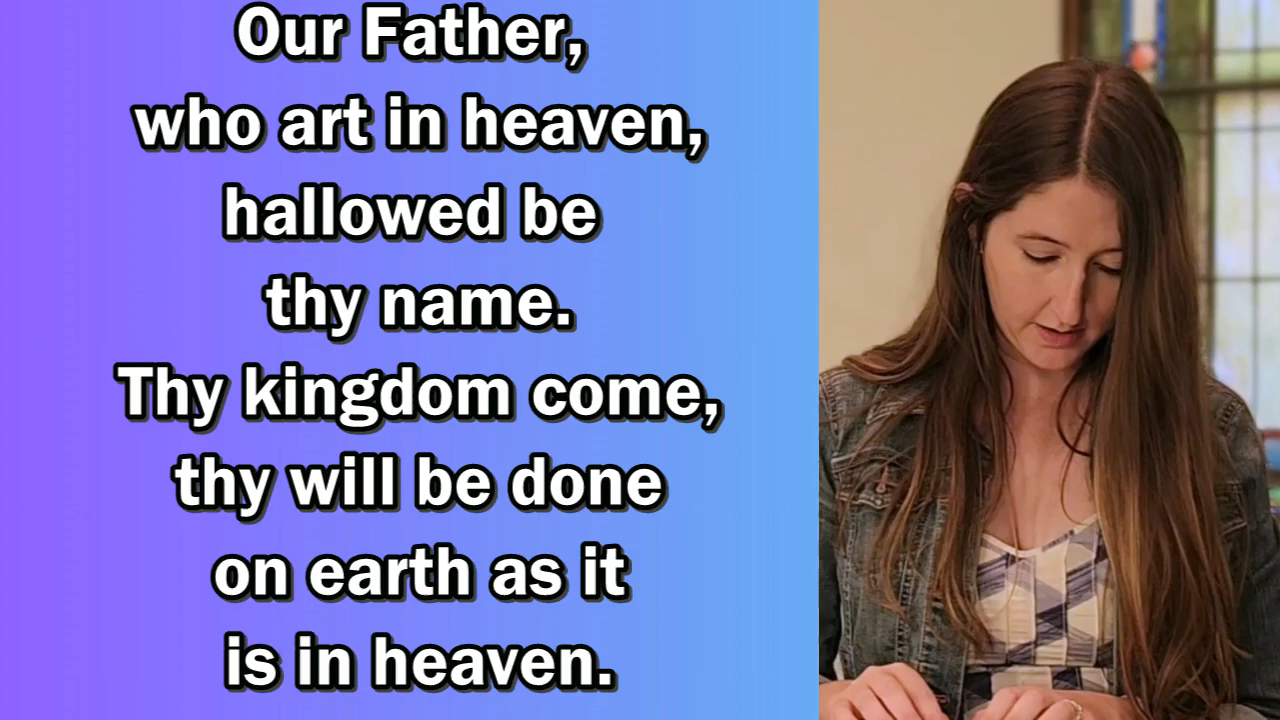 Our Father,
who art in heaven,
hallowed be
thy name.
Thy kingdom come,
thy will be done
on earth as it
is in heaven.